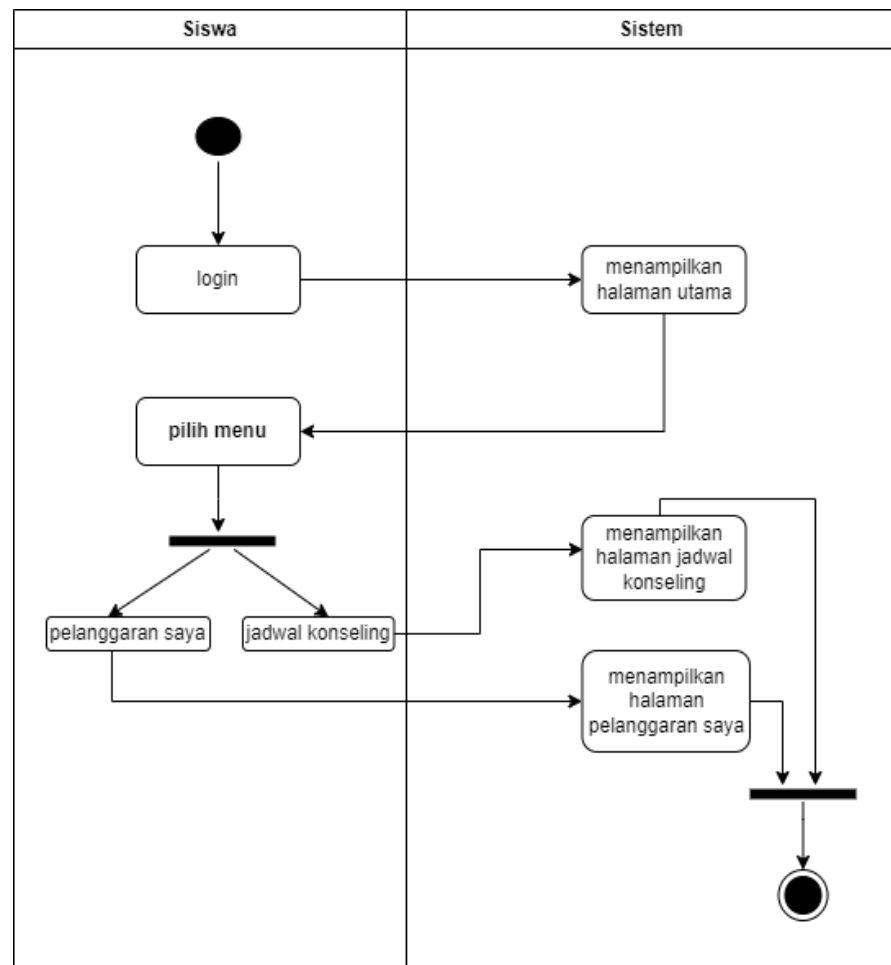 Siswa
Sistem
login
menampilkan
halaman utama
pilih menu
menampilkan
halaman jadwal
konseling
pelanggaran saya
jadwal konseling
menampilkan
halaman
pelanggaran saya